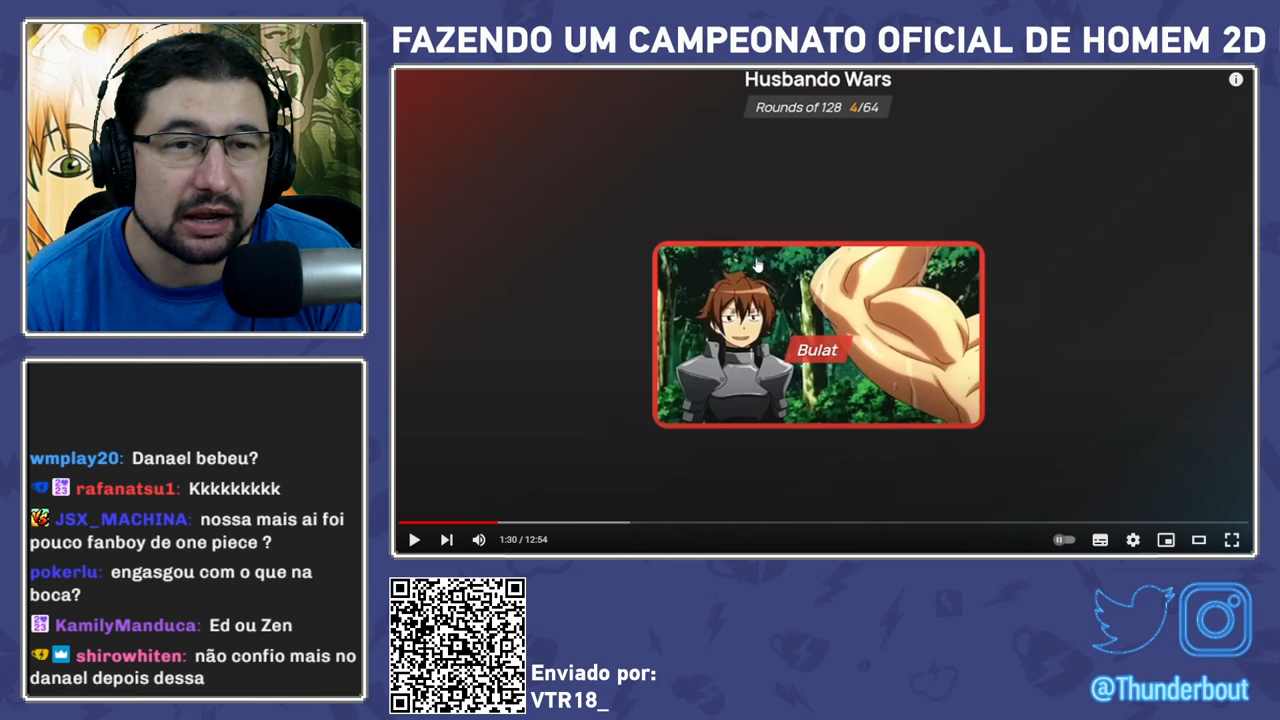 FAZENDO UM CAMPEONATO OFICIAL DE HOMEM 2D
Husbando Wars
Rounds of 128 4/64
Bulat
1:30 / 12:54
wmplay20: Danael bebeu?
rafanatsu1: Kkkkkkkkk
JSX_MACHINA: nossa mais ai foi
pouco fanboy de one piece ?
pokerlu: engasgou com o que na
boca?
KamilyManduca: Ed ou Zen
shirowhiten: não confio mais no
danael depois dessa
Enviado por:
VTR18_
@Thunderbout